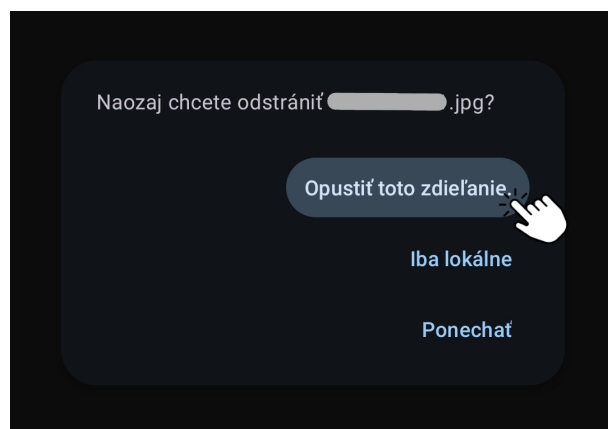 Naozaj chcete odstrániť .jpg?
Opustiť toto zdieľanie.
Iba lokálne
Ponechať